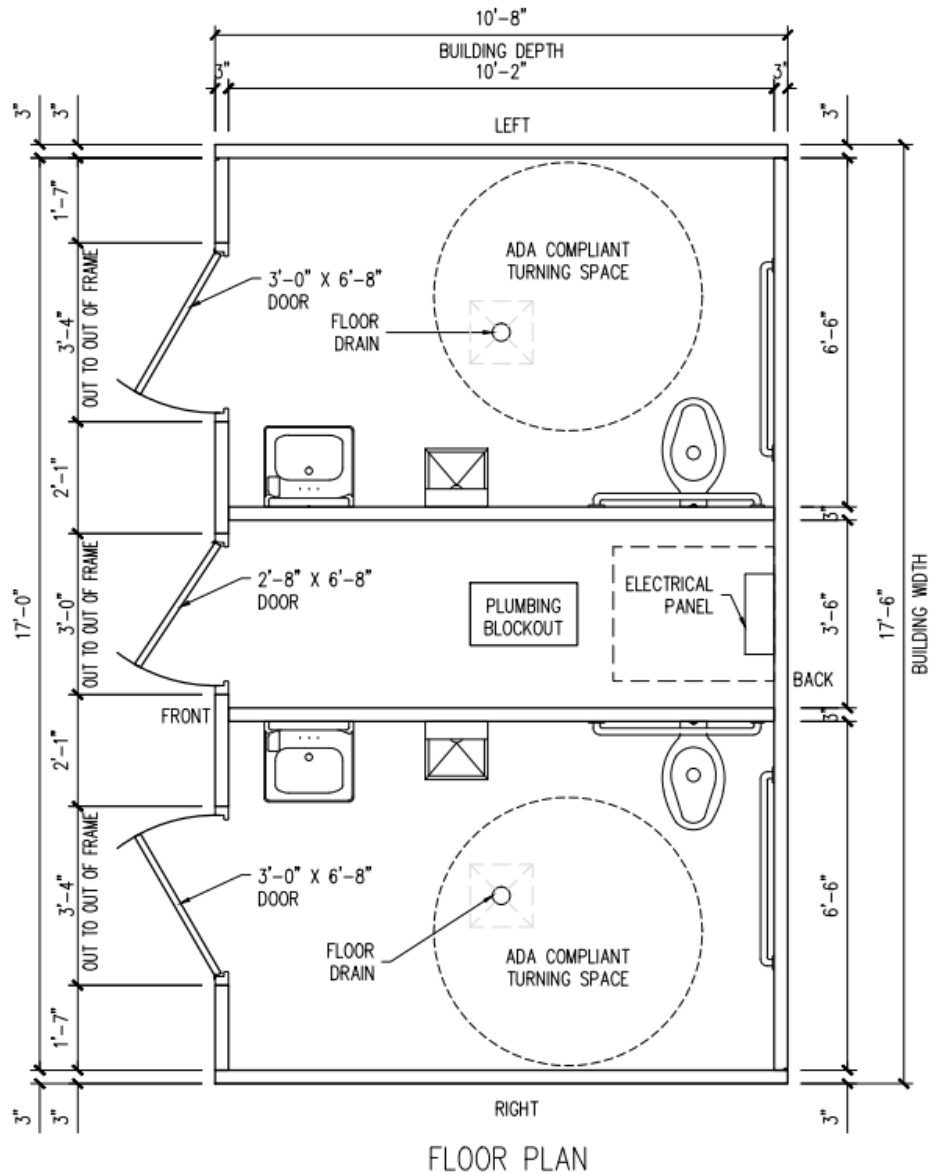 10'-8"
BUILDING DEPTH
3"
10'-2"
3"
3"
3"
3"
LEFT
1'-7"
ADA COMPLIANT
TURNING SPACE
3'-0" X 6'-8"
DOOR
FLOOR
DRAIN
3'-4"
OUT TO OUT OF FRAME
6'-6"
2'-1"
3"
17'-0"
3'-0"
OUT TO OUT OF FRAME
2'-8" X 6'-8"
DOOR
PLUMBING
BLOCKOUT
ELECTRICAL
PANEL
3'-6"
17'-6"
BUILDING WIDTH
BACK
FRONT
3"
2'-1"
3'-4"
OUT TO OUT OF FRAME
3'-0" X 6'-8"
DOOR
6'-6"
FLOOR
DRAIN
ADA COMPLIANT
TURNING SPACE
1'-7"
3"
3"
RIGHT
3"
FLOOR PLAN